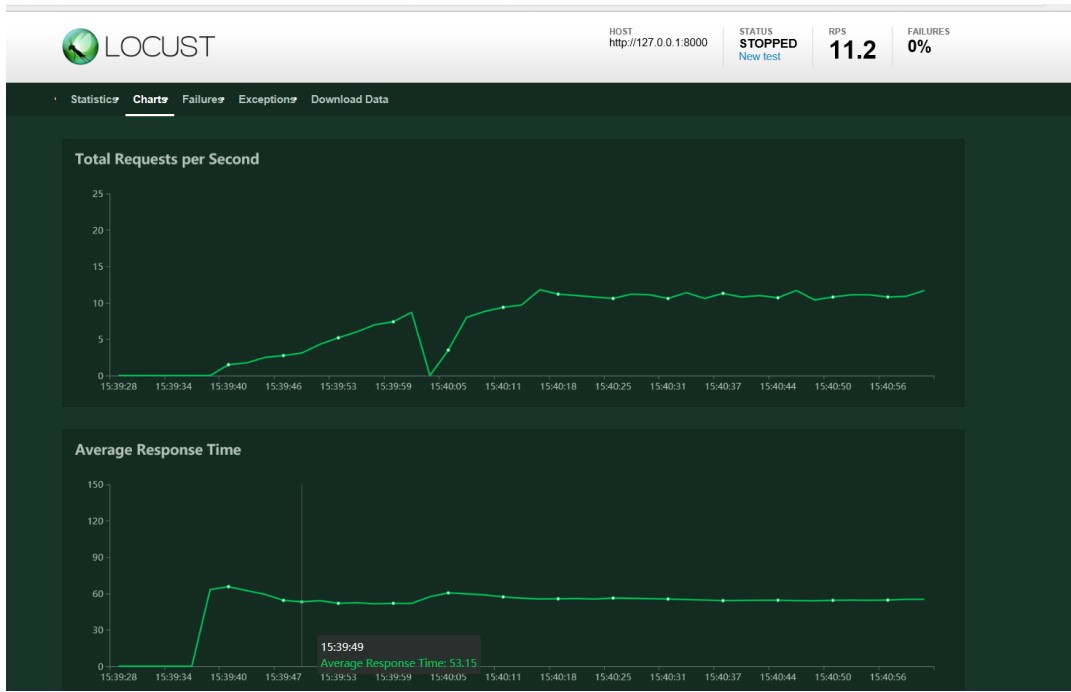 LOCUST
HOST
http://127.0.0.1:8000
STATUS
STOPPED
New test
RPS
11.2
FAILURES
0%
Statistics Charts Failures Exceptions Download Data
Total Requests per Second
25
20
15
10
5
0
15:39:28 15:39:34 15:39:40 15:39:46 15:39:53 15:39:59 15:40:05 15:40:11 15:40:18 15:40:25 15:40:31 15:40:37 15:40:44 15:40:50 15:40:56
Average Response Time
150
120
90
60
30
0
15:39:49
Average Response Time: 53.15
15:39:28 15:39:34 15:39:40 15:39:47 15:39:53 15:39:59 15:40:05 15:40:11 15:40:18 15:40:25 15:40:31 15:40:37 15:40:44 15:40:50 15:40:56